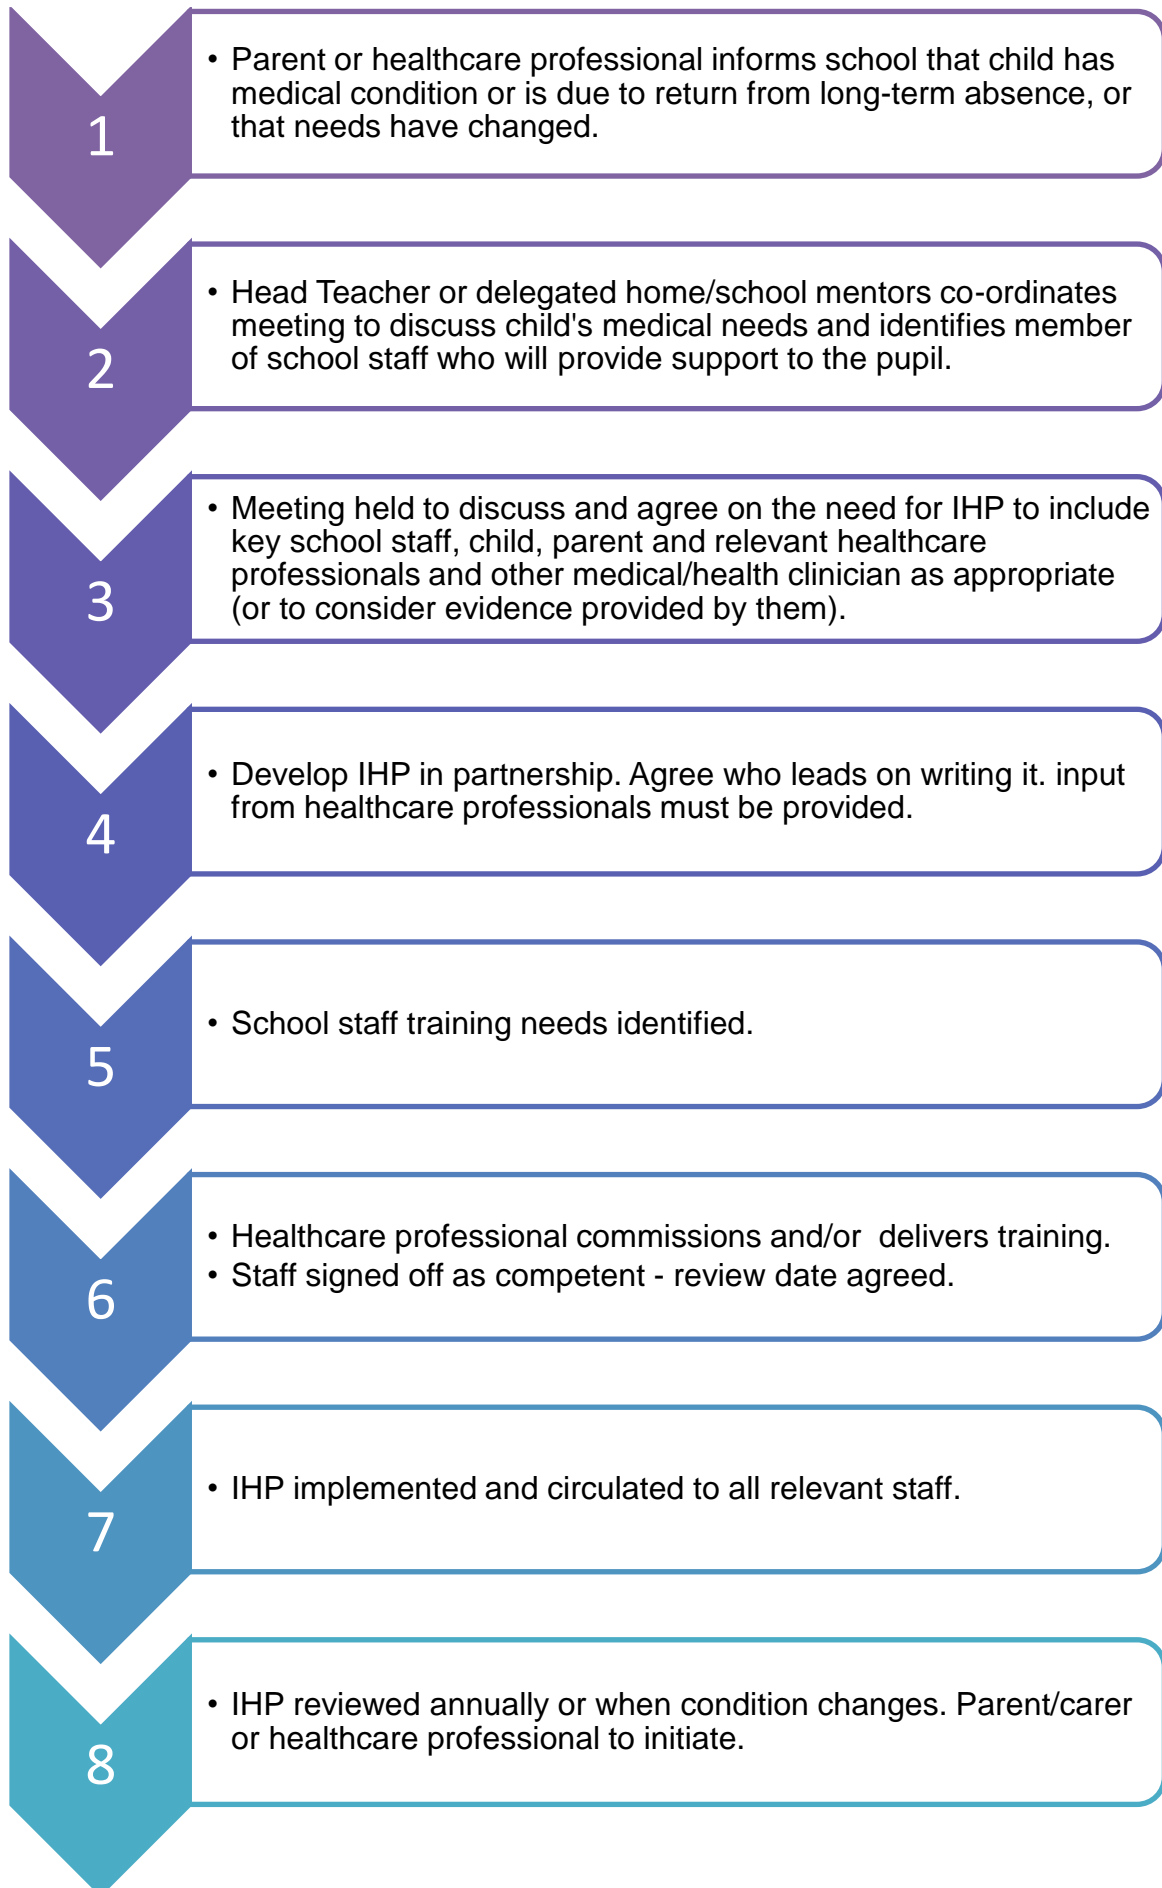 1
• Parent or healthcare professional informs school that child has
medical condition or is due to return from long-term absence, or
that needs have changed.
2
• Head Teacher or delegated home/school mentors co-ordinates
meeting to discuss child's medical needs and identifies member
of school staff who will provide support to the pupil.
3
• Meeting held to discuss and agree on the need for IHP to include
key school staff, child, parent and relevant healthcare
professionals and other medical/health clinician as appropriate
(or to consider evidence provided by them).
4
• Develop IHP in partnership. Agree who leads on writing it. input
from healthcare professionals must be provided.
5
• School staff training needs identified.
6
• Healthcare professional commissions and/or  delivers training.
• Staff signed off as competent - review date agreed.
7
• IHP implemented and circulated to all relevant staff.
8
• IHP reviewed annually or when condition changes. Parent/carer
or healthcare professional to initiate.